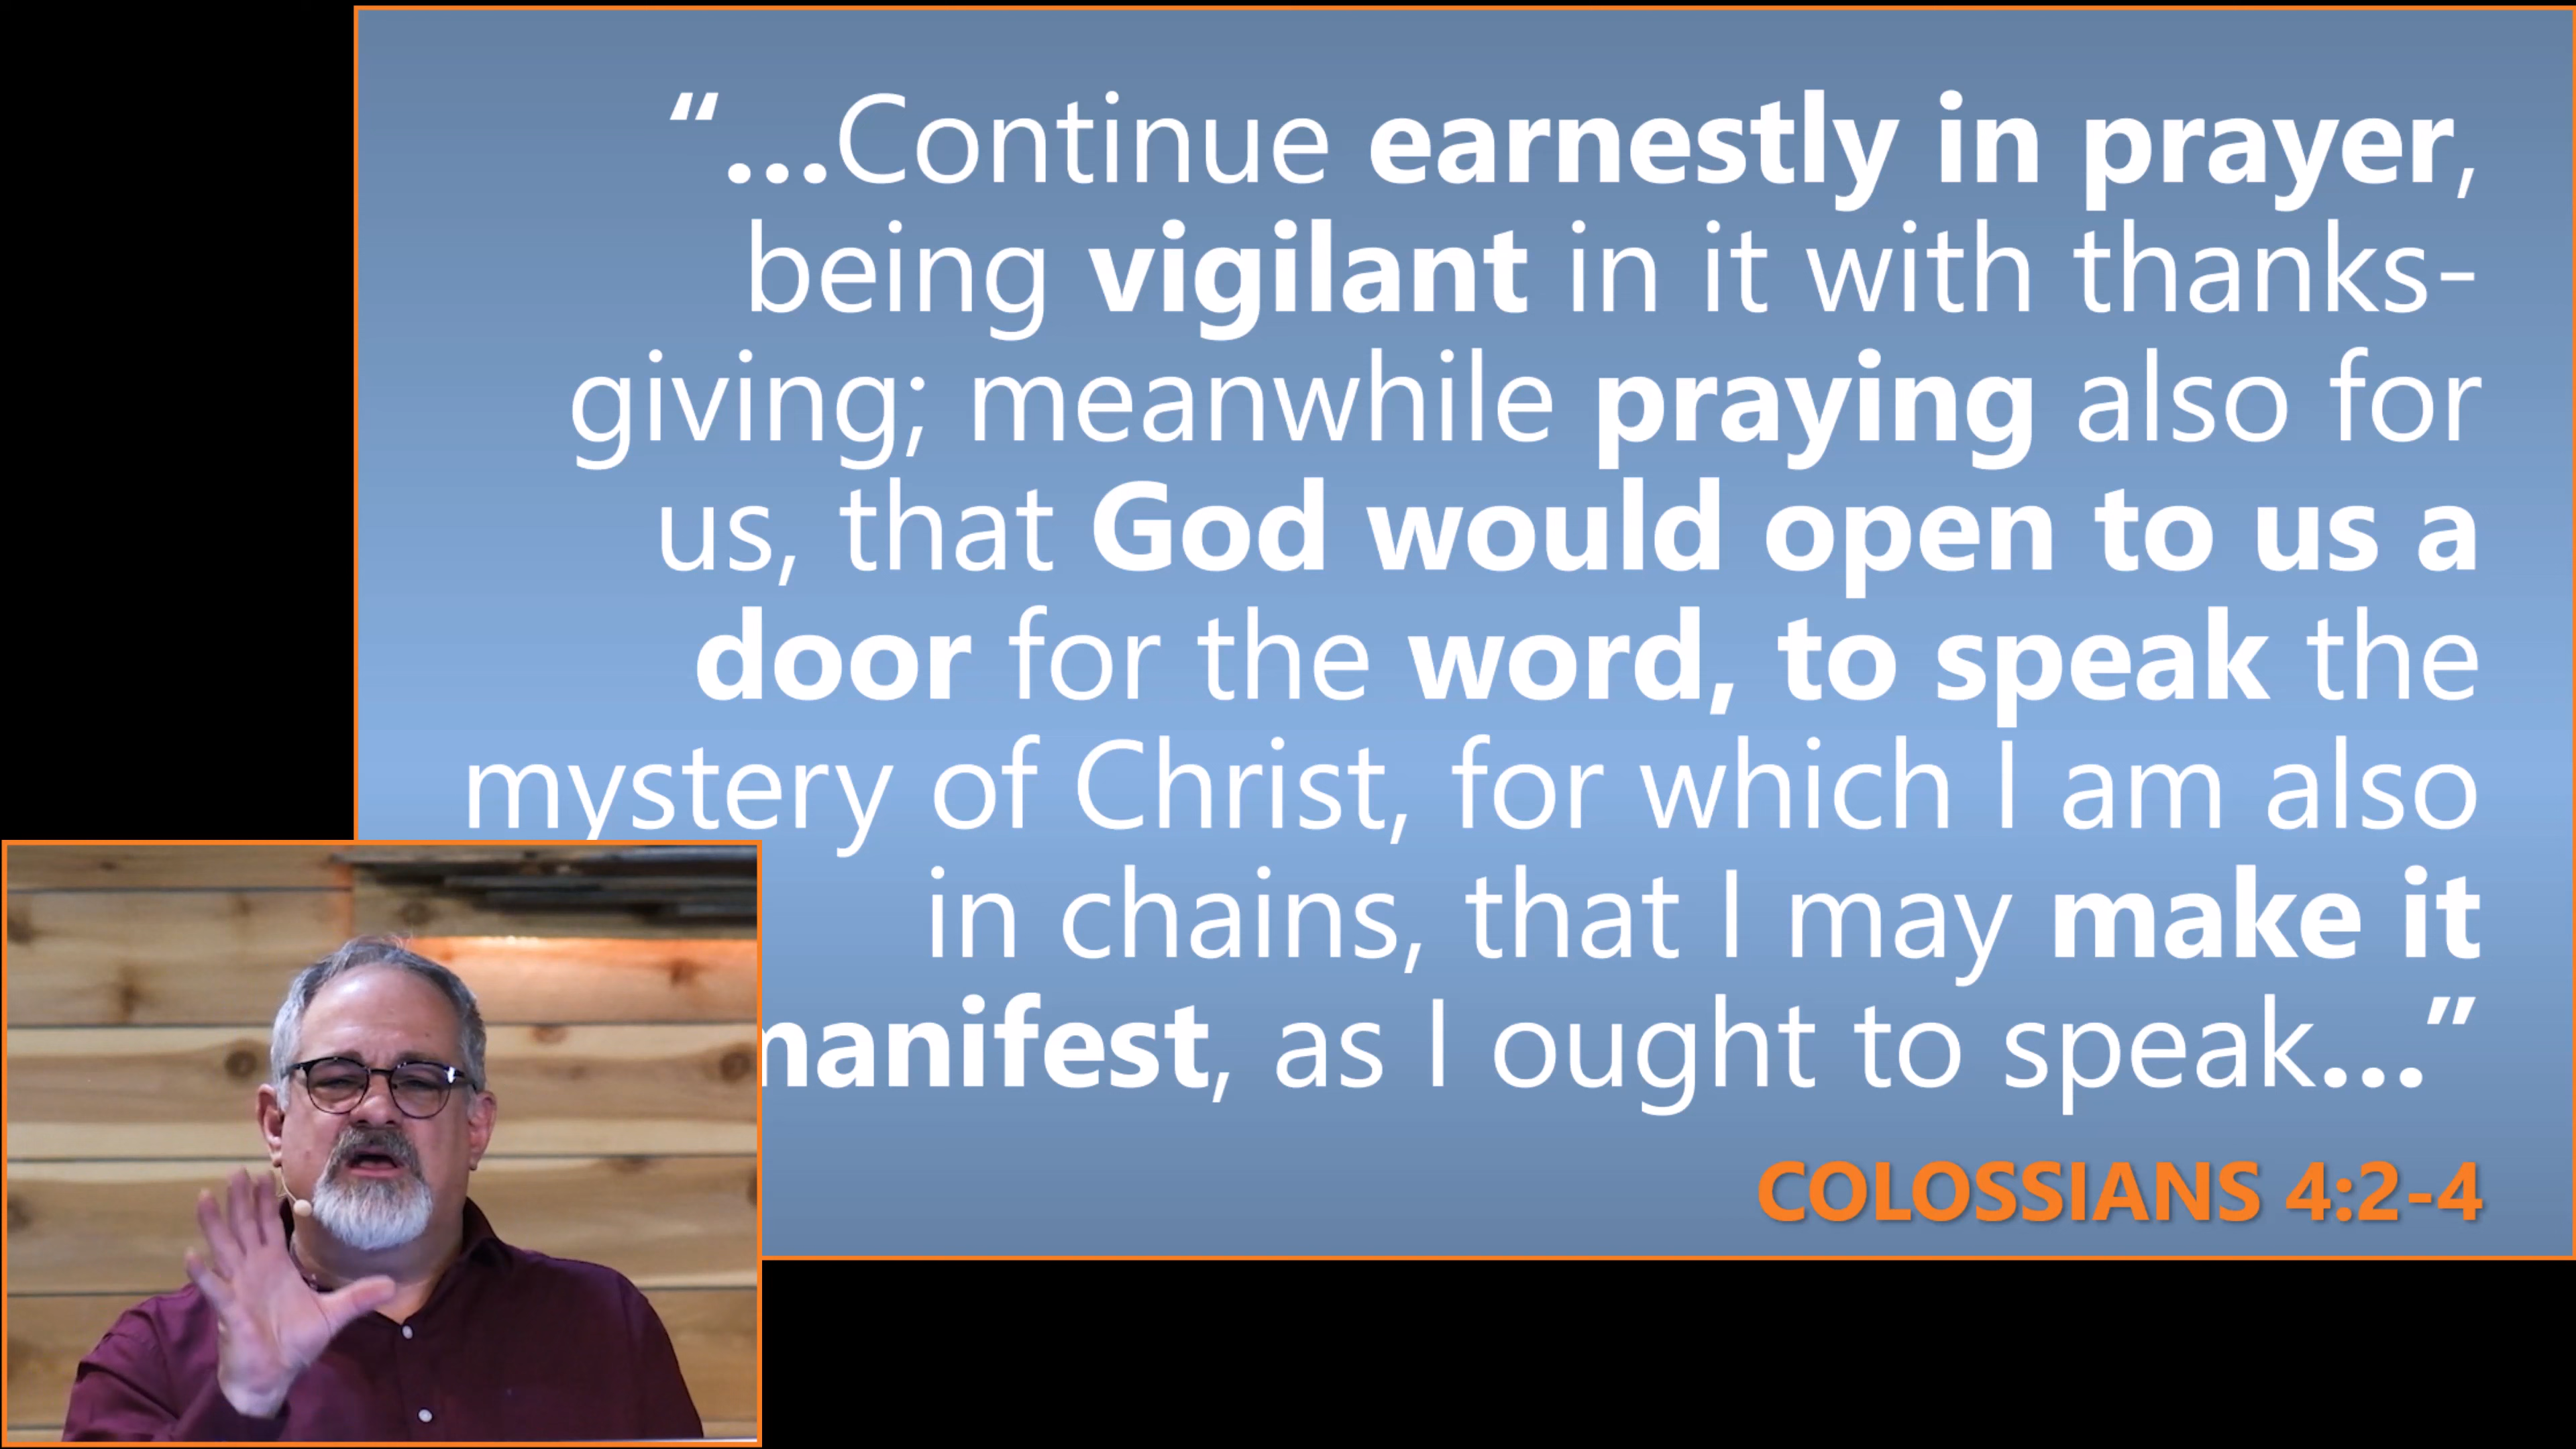 “...Continue earnestly in prayer,
being vigilant in it with thanks-
giving; meanwhile praying also for
us, that God would open to us a
door for the word, to speak the
mystery of Christ, for which I am also
in chains, that I may make it
manifest, as I ought to speak...”
COLOSSIANS 4:2-4